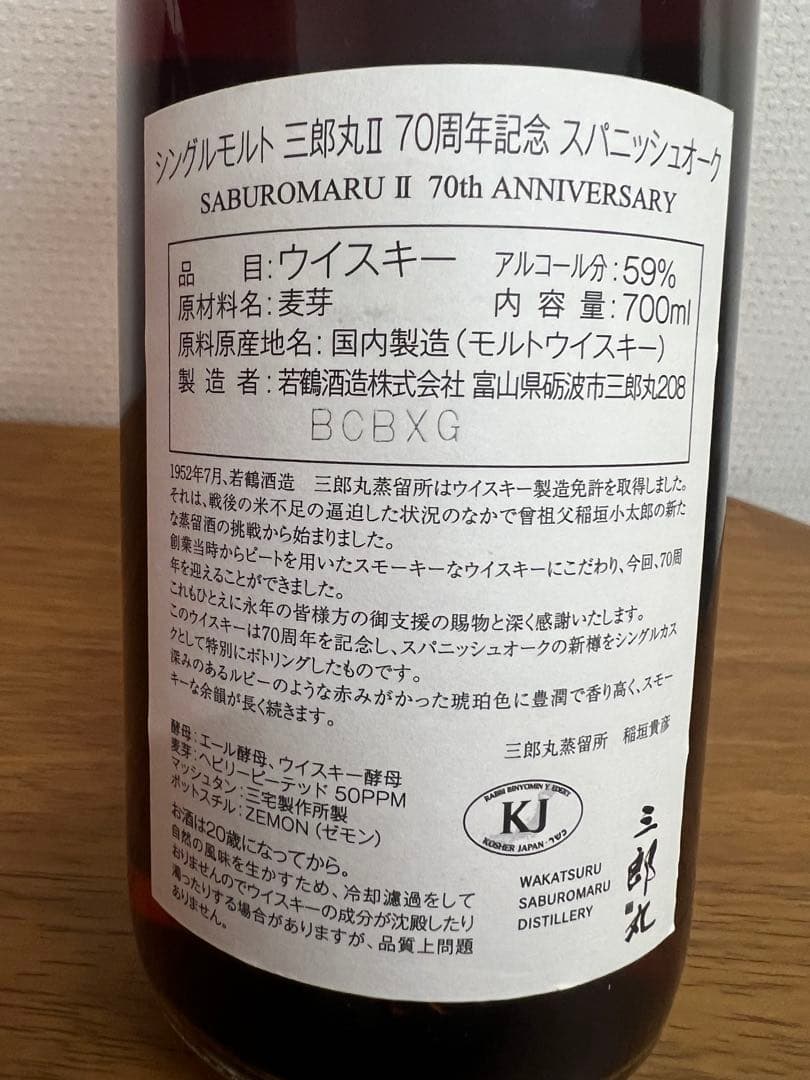 シングルモルト 三郎丸Ⅱ 70周年記念 スパニッシュオーク
SABUROMARU Ⅱ 70th ANNIVERSARY
品目:ウイスキー アルコール分:59%
原材料名:麦芽 内容量:700ml
原料原産地名:国内製造(モルトウイスキー)
製造者:若鶴酒造株式会社 富山県砺波市三郎丸208
BCBXG
1952年7月、若鶴酒造 三郎丸蒸留所はウイスキー製造免許を取得しました。
それは、戦後の米不足の逼迫した状況のなかで曾祖父稲垣小太郎の新た
な蒸留酒の挑戦から始まりました。
創業当時からピートを用いたスモーキーなウイスキーにこだわり、今回、70周
年を迎えることができました。
これもひとえに永年の皆様方の御支援の賜物と深く感謝いたします。
このウイスキーは70周年を記念し、スパニッシュオークの新樽をシングルカス
クとして特別にボトリングしたものです。
深みのあるルビーのような赤みがかった琥珀色に豊潤で香り高く、スモー
キーな余韻が長く続きます。
三郎丸蒸留所 稲垣貴彦
酵母:エール酵母、ウイスキー酵母
麦芽:ヘビリーピーテッド 50PPM
マッシュタン:三宅製作所製
ポットスチル:ZEMON(ゼモン)
お酒は20歳になってから。
自然の風味を生かすため、冷却濾過をして
おりませんのでウイスキーの成分が沈殿したり
濁ったりする場合がありますが、品質上問題
ありません。
RABBI BINYOMIN Y. EDERY
KJ
KOSHER JAPAN · כשר
WAKATSURU
SABUROMARU
DISTILLERY
三郎丸